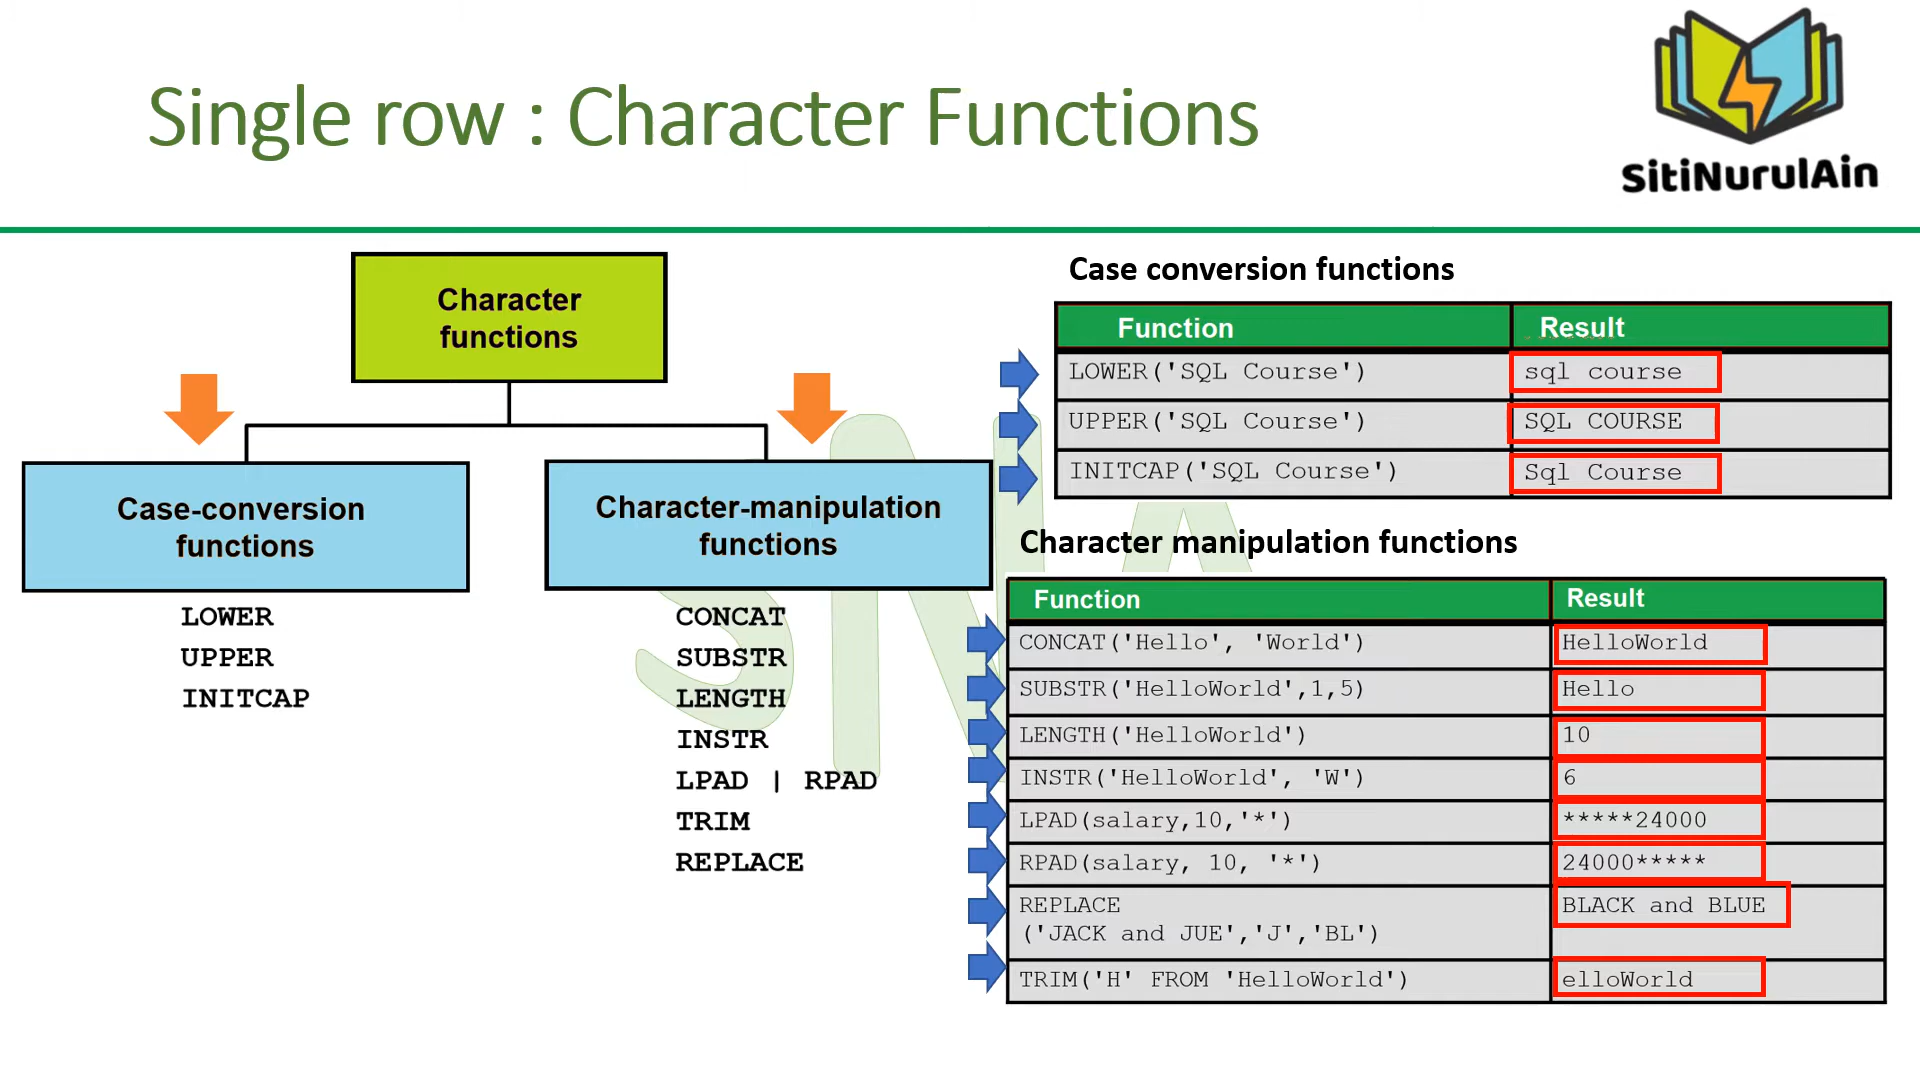 Single row : Character Functions
SitiNurulAin
Character
functions
Case-conversion
functions
LOWER
UPPER
INITCAP
Character-manipulation
functions
CONCAT
SUBSTR
LENGTH
INSTR
LPAD | RPAD
TRIM
REPLACE
Case conversion functions
Function Result
LOWER('SQL Course') sql course
UPPER('SQL Course') SQL COURSE
INITCAP('SQL Course') Sql Course
Character manipulation functions
Function Result
CONCAT('Hello', 'World') HelloWorld
SUBSTR('HelloWorld',1,5) Hello
LENGTH('HelloWorld') 10
INSTR('HelloWorld', 'W') 6
LPAD(salary,10,'*') *****24000
RPAD(salary, 10, '*') 24000*****
REPLACE BLACK and BLUE
('JACK and JUE','J','BL')
TRIM('H' FROM 'HelloWorld') elloWorld
SNA